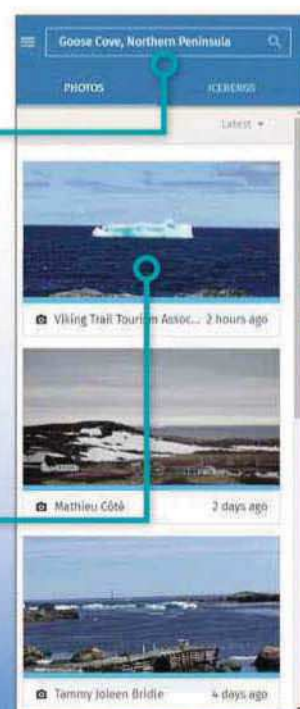 Goose Cove, Northern Peninsula
PHOTOS ICEBERGS
Latest
Viking Trail Tourism Assoc... 2 hours ago
Mathieu Côté 2 days ago
Tammy Joleen Bridle 4 days ago